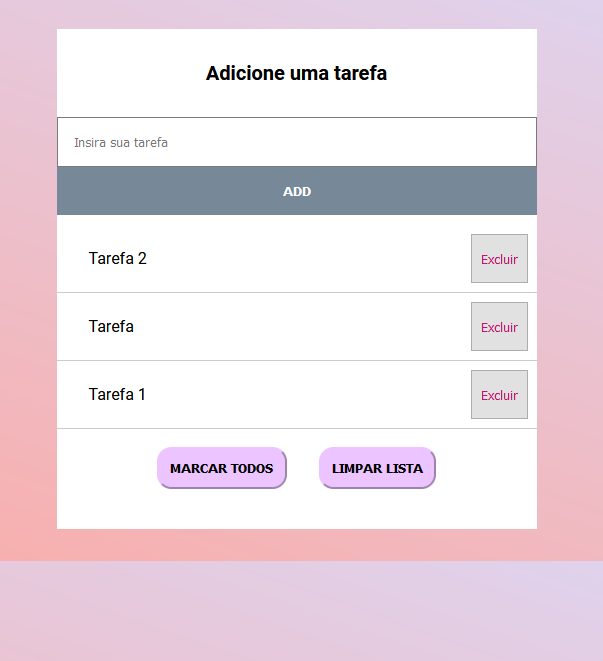 Adicione uma tarefa
Insira sua tarefa
ADD
Tarefa 2 Excluir
Tarefa Excluir
Tarefa 1 Excluir
MARCAR TODOS LIMPAR LISTA